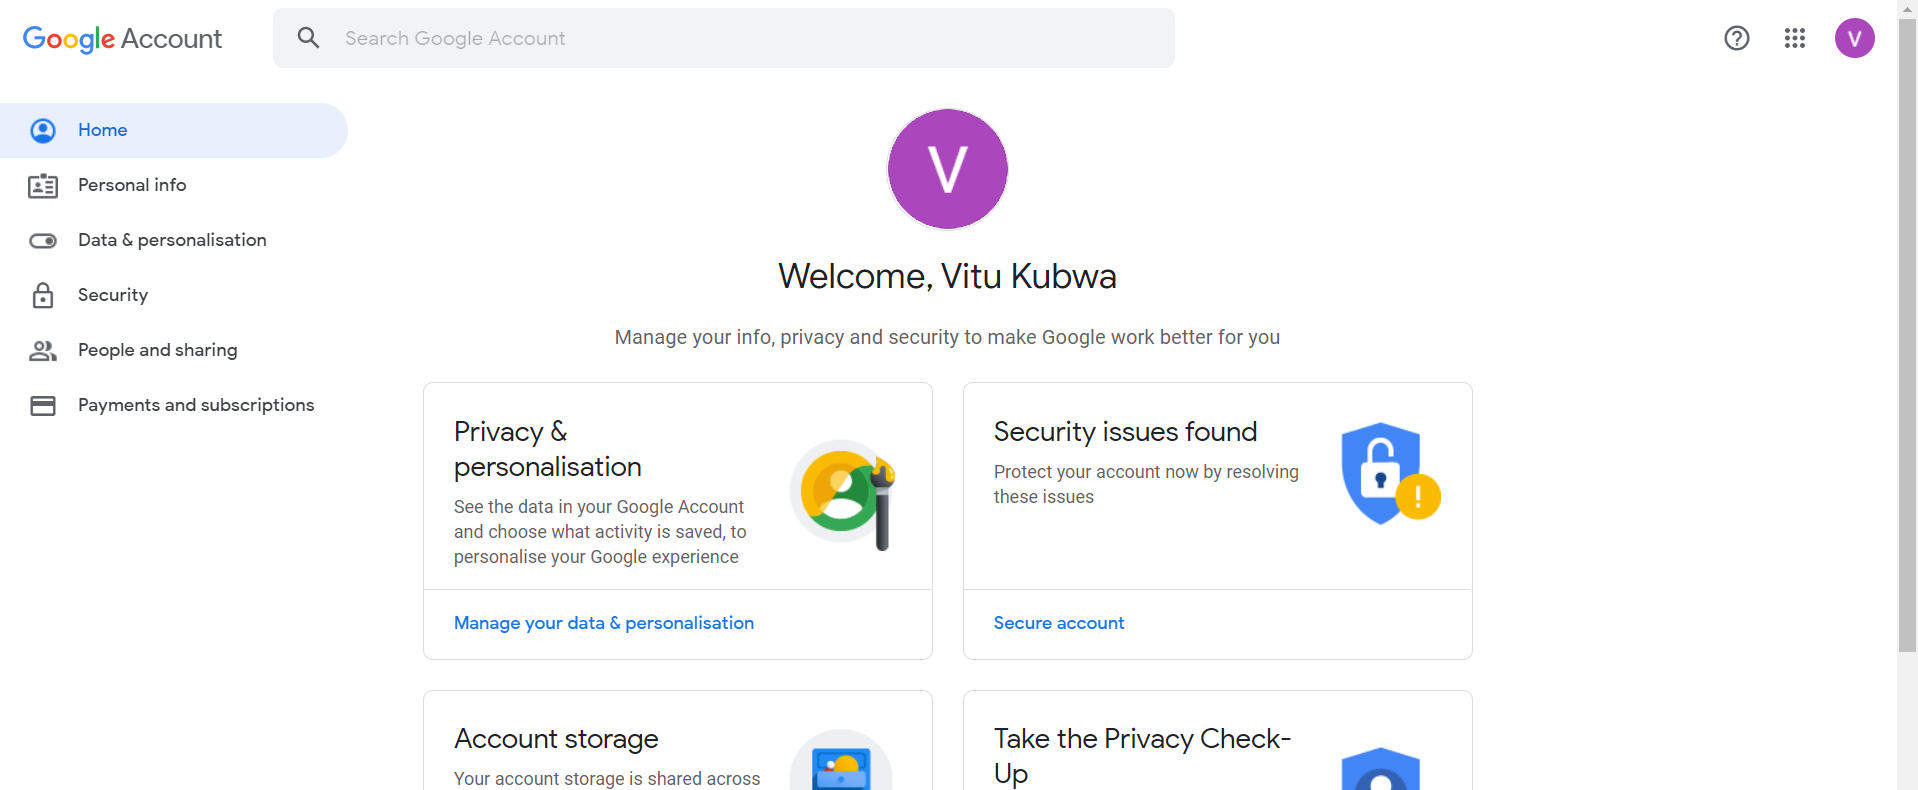 Google Account
Search Google Account
V
Home
Personal info
Data & personalisation
Security
People and sharing
Payments and subscriptions
V
Welcome, Vitu Kubwa
Manage your info, privacy and security to make Google work better for you
Privacy &
personalisation
See the data in your Google Account
and choose what activity is saved, to
personalise your Google experience
Manage your data & personalisation
Security issues found
Protect your account now by resolving
these issues
Secure account
Account storage
Your account storage is shared across
Take the Privacy Check-
Up